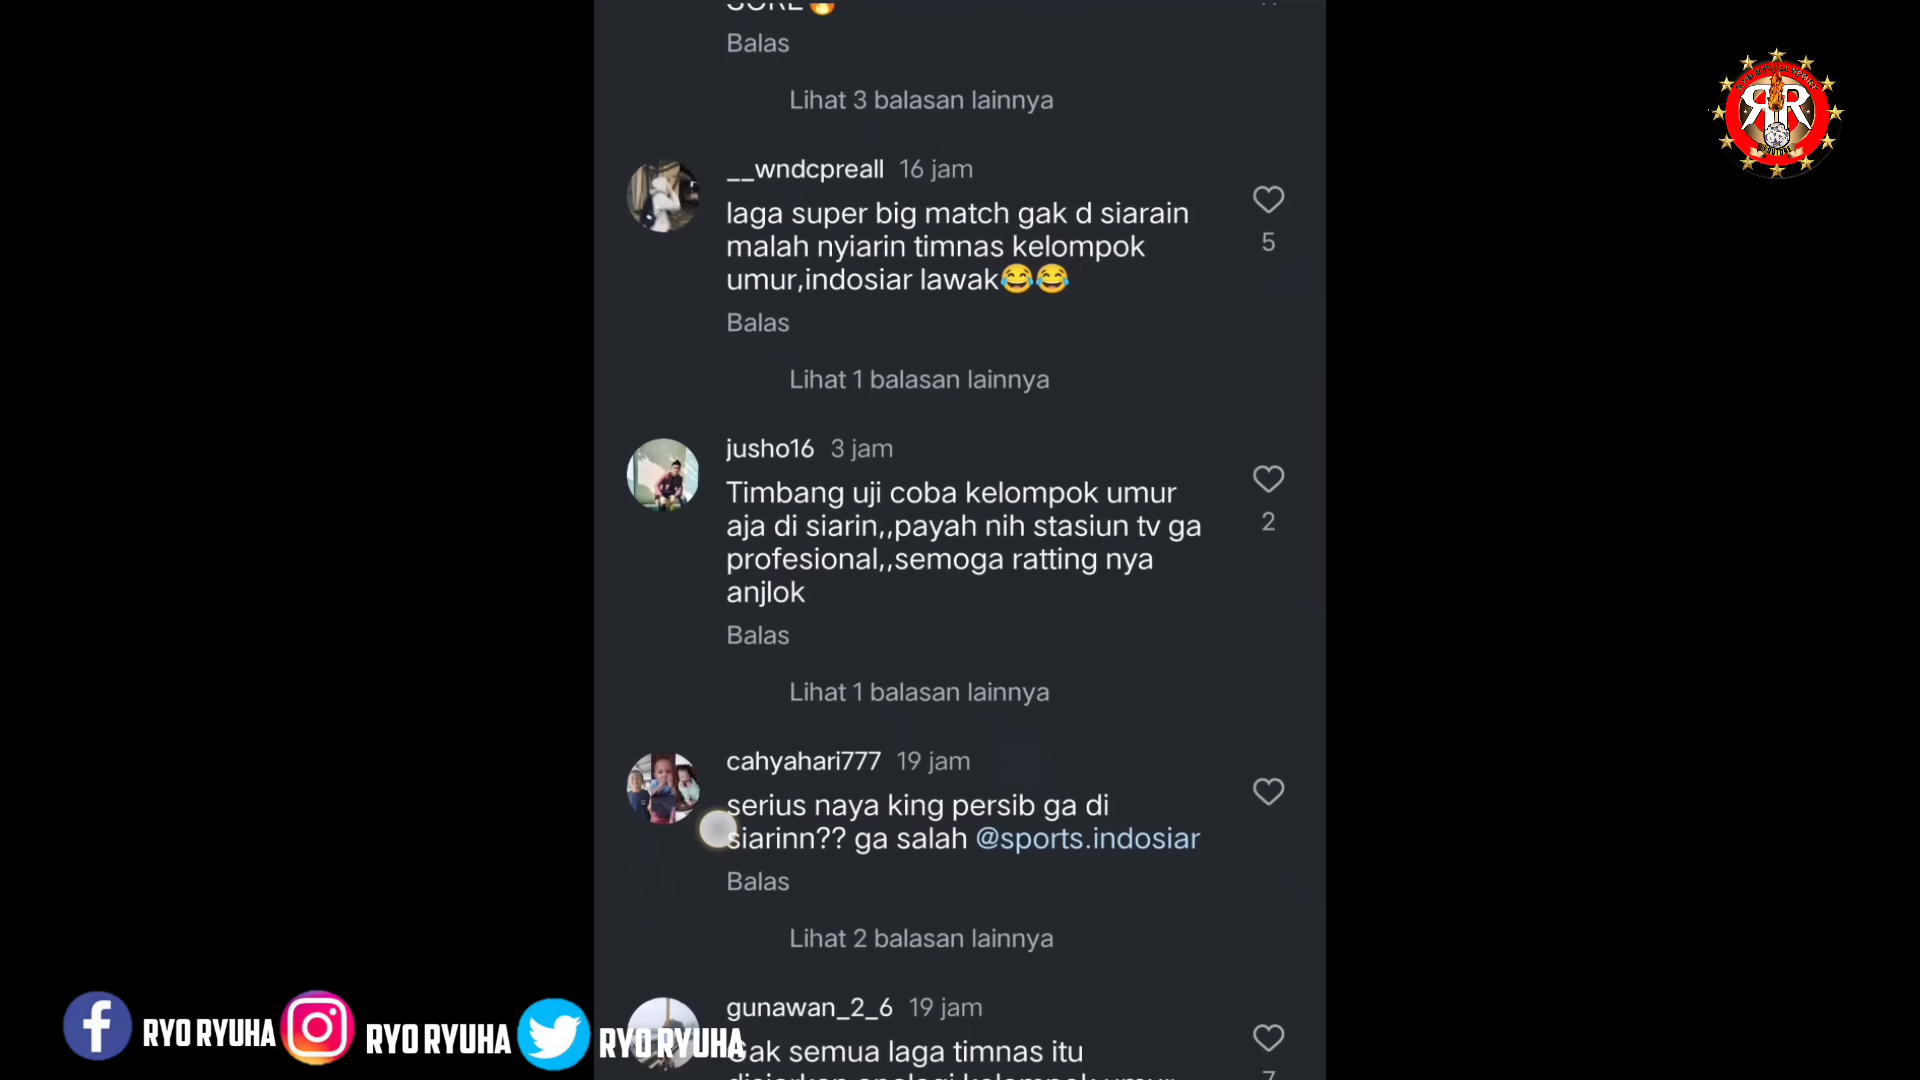 Balas
Lihat 3 balasan lainnya
__wndcpreall 16 jam
laga super big match gak d siarain
malah nyiarin timnas kelompok
umur,indosiar lawak😂😂
5
Balas
Lihat 1 balasan lainnya
jusho16 3 jam
Timbang uji coba kelompok umur
aja di siarin,,payah nih stasiun tv ga
profesional,,semoga ratting nya
anjlok
2
Balas
Lihat 1 balasan lainnya
cahyahari777 19 jam
serius naya king persib ga di
siarinn?? ga salah @sports.indosiar
Balas
Lihat 2 balasan lainnya
gunawan_2_6 19 jam
Gak semua laga timnas itu
RYO RYUHA
RYO RYUHA
RYO RYUHA